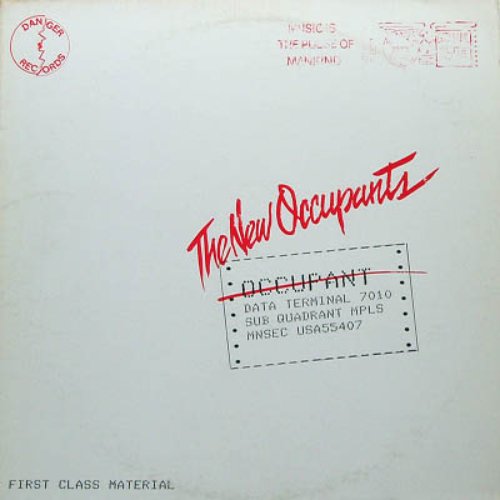 DANGER
RECORDS
MUSIC IS
THE PULSE OF
MANKIND
The New Occupants
OCCUPANT
DATA TERMINAL 7010
SUB QUADRANT MPLS
MNSEC USA55407
FIRST CLASS MATERIAL